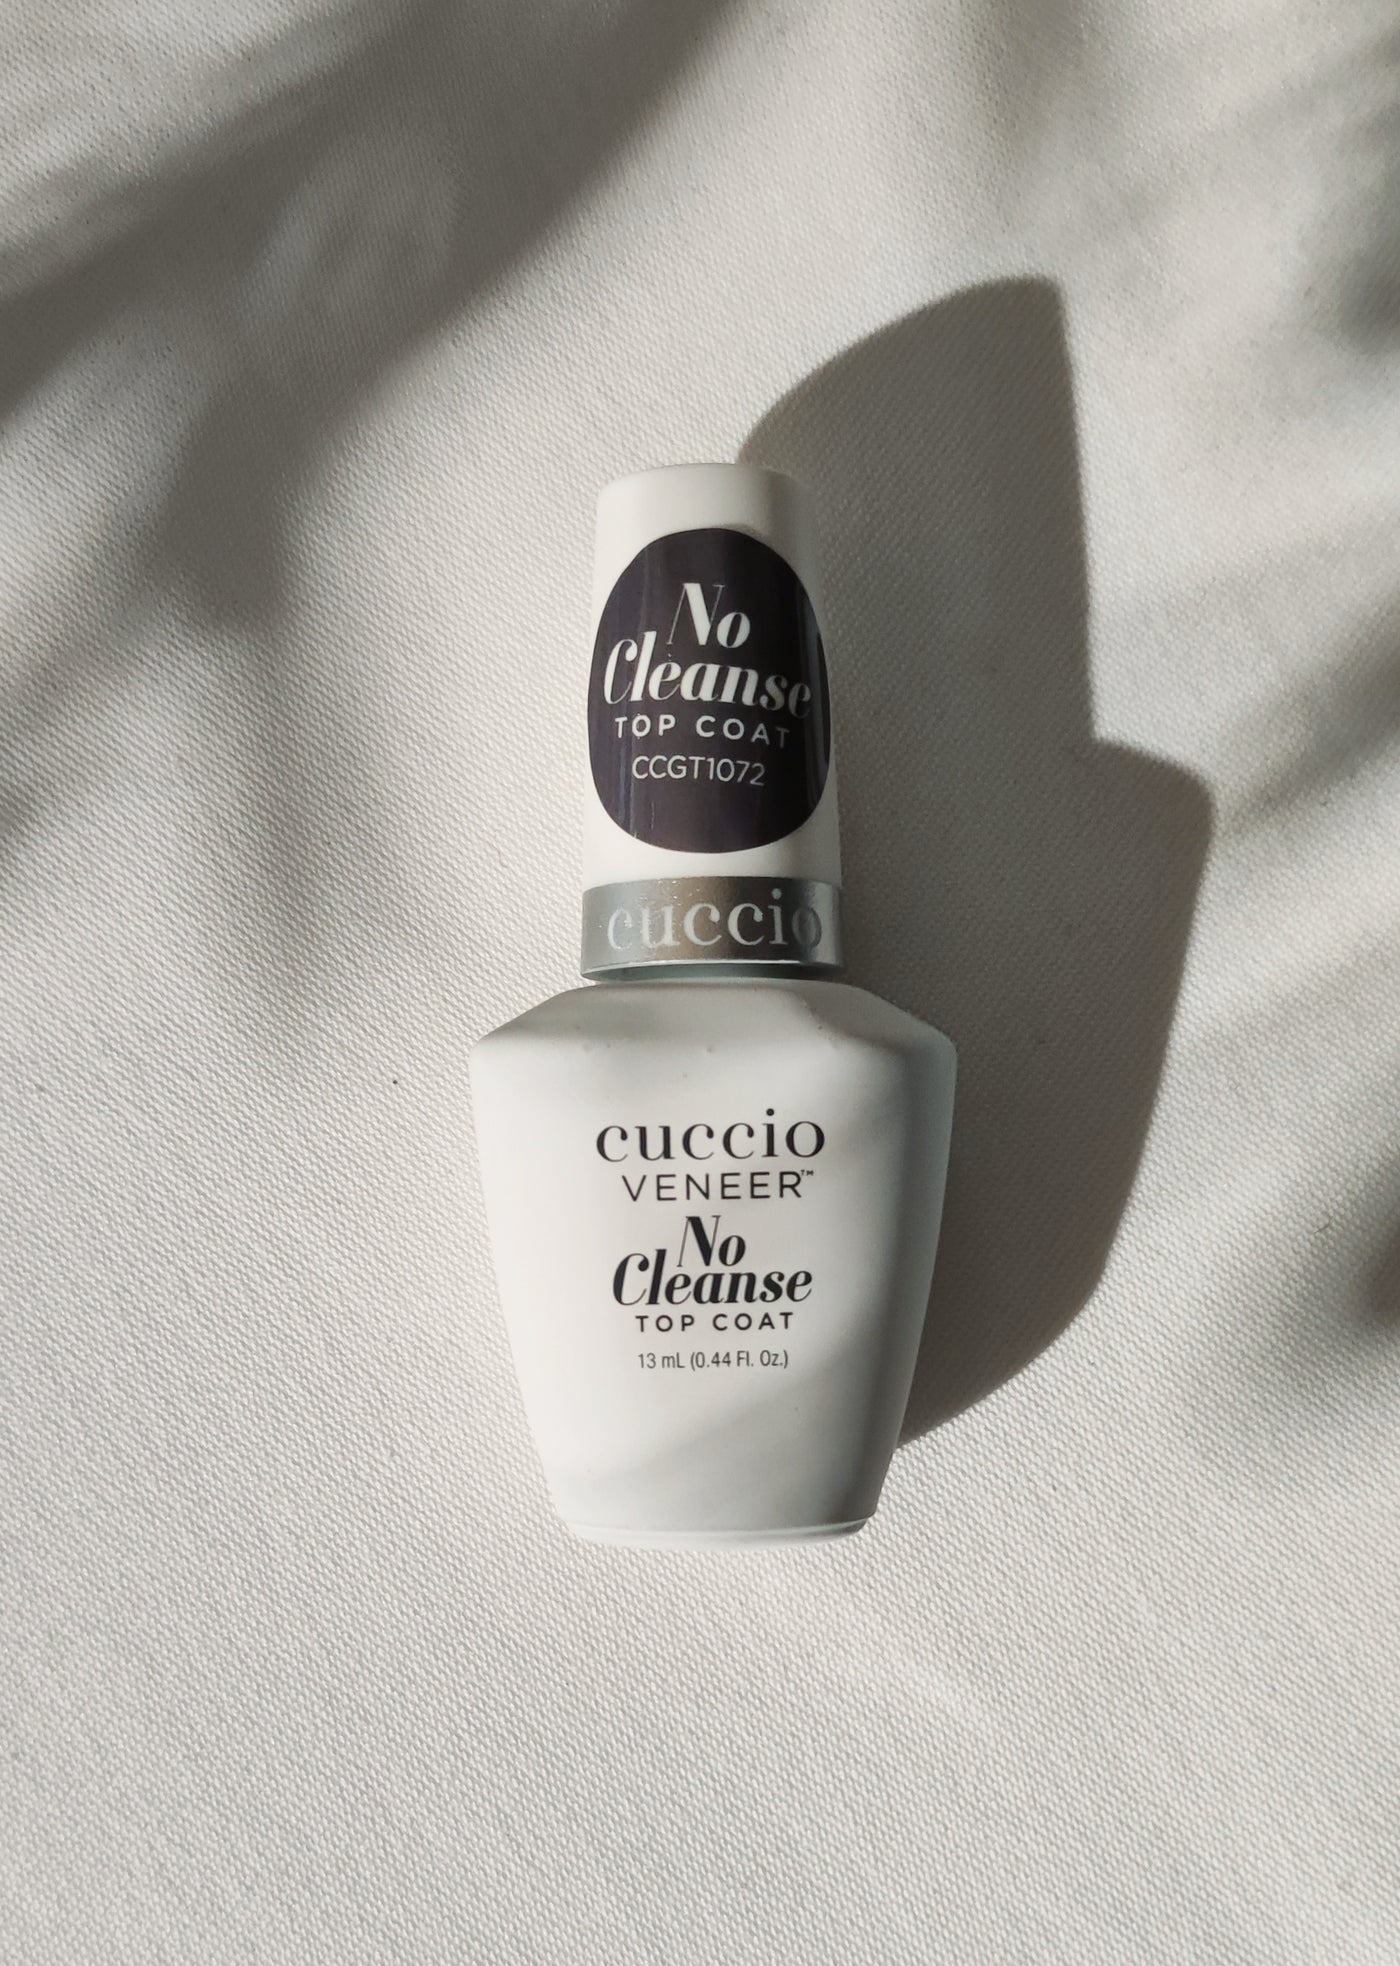 No
Cleanse
TOP COAT
CCGT1072
cuccio
cuccio
VENEER™
No
Cleanse
TOP COAT
13 mL (0.44 Fl. Oz.)